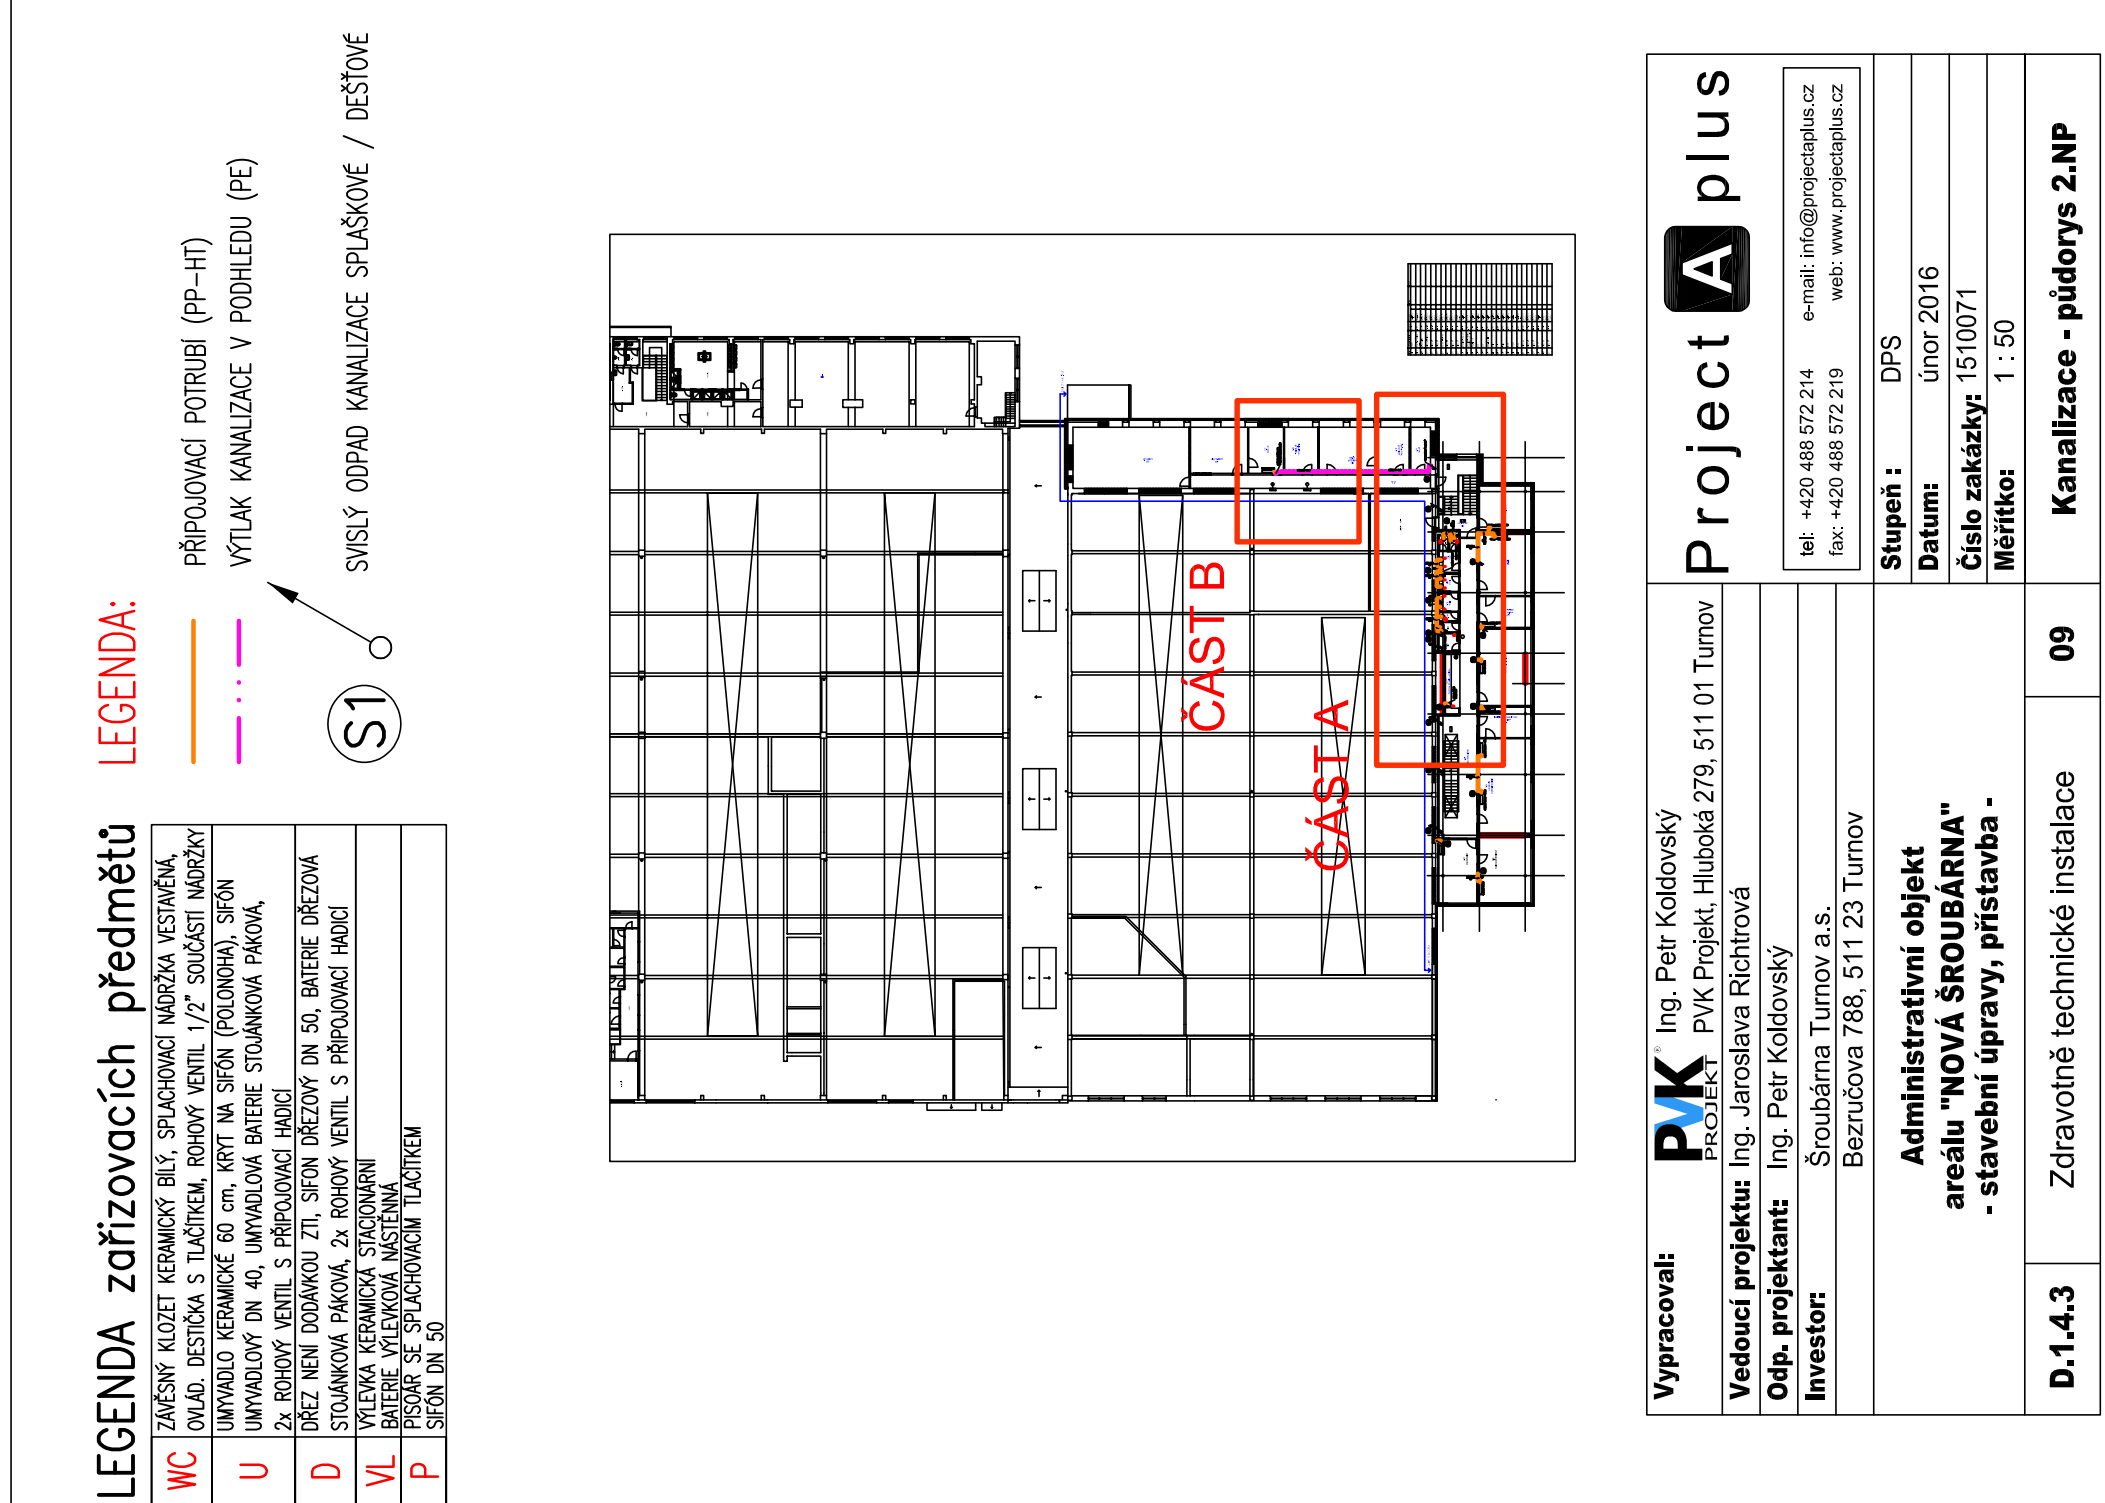 LEGENDA zařizovacích předmětů
WC
ZÁVĚSNÝ KLOZET KERAMICKÝ BÍLÝ, SPLACHOVACÍ NÁDRŽKA VESTAVĚNÁ,
OVLÁD. DESTIČKA S TLAČÍTKEM, ROHOVÝ VENTIL 1/2" SOUČÁSTÍ NÁDRŽKY
U
UMYVADLO KERAMICKÉ 60 cm, KRYT NA SIFÓN (POLONOHA), SIFÓN
UMYVADLOVÝ DN 40, UMYVADLOVÁ BATERIE STOJÁNKOVÁ PÁKOVÁ,
2x ROHOVÝ VENTIL S PŘIPOJOVACÍ HADICÍ
D
DŘEZ NENÍ DODÁVKOU ZTI, SIFON DŘEZOVÝ DN 50, BATERIE DŘEZOVÁ
STOJÁNKOVÁ PÁKOVÁ, 2x ROHOVÝ VENTIL S PŘIPOJOVACÍ HADICÍ
VL
VÝLEVKA KERAMICKÁ STACIONÁRNÍ
BATERIE VÝLEVKOVÁ NÁSTĚNNÁ
P
PISOÁR SE SPLACHOVACÍM TLAČÍTKEM
SIFÓN DN 50
LEGENDA:
PŘIPOJOVACÍ POTRUBÍ (PP-HT)
VÝTLAK KANALIZACE V PODHLEDU (PE)
S1
SVISLÝ ODPAD KANALIZACE SPLAŠKOVÉ / DEŠŤOVÉ
ČÁST B
ČÁST A
Vypracoval:
PVK
PROJEKT
Ing. Petr Koldovský
PVK Projekt, Hluboká 279, 511 01 Turnov
Vedoucí projektu: Ing. Jaroslava Richtrová
Odp. projektant: Ing. Petr Koldovský
Investor: Šroubárna Turnov a.s.
Bezručova 788, 511 23 Turnov
Project A plus
tel: +420 488 572 214 e-mail: info@projectaplus.cz
fax: +420 488 572 219 web: www.projectaplus.cz
Stupeň : DPS
Datum: únor 2016
Číslo zakázky: 1510071
Měřítko: 1 : 50
Administrativní objekt
areálu "NOVÁ ŠROUBÁRNA"
- stavební úpravy, přístavba -
D.1.4.3
Zdravotně technické instalace
09
Kanalizace - půdorys 2.NP